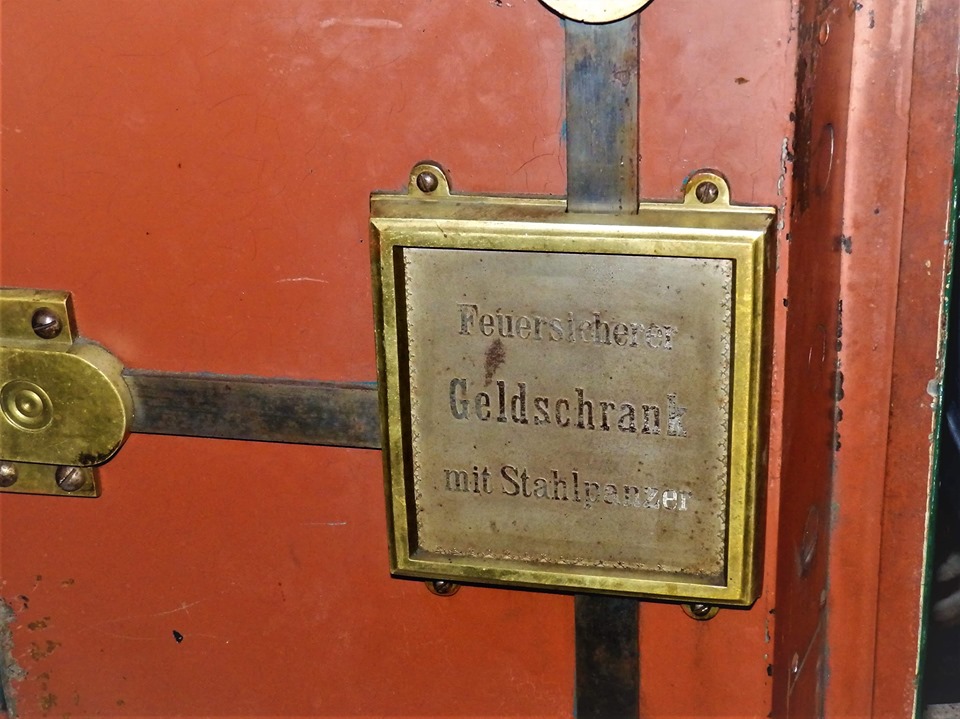 Feuersicherer
Geldschrank
mit Stahlpanzer